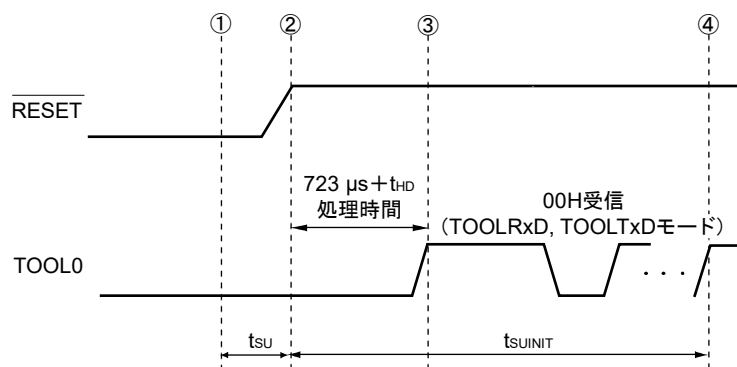 ① ② ③ ④
RESET
723 µs＋tHD
処理時間
00H受信
（TOOLRxD, TOOLTxDモード）
TOOL0
. . .
tSU
tSUINIT